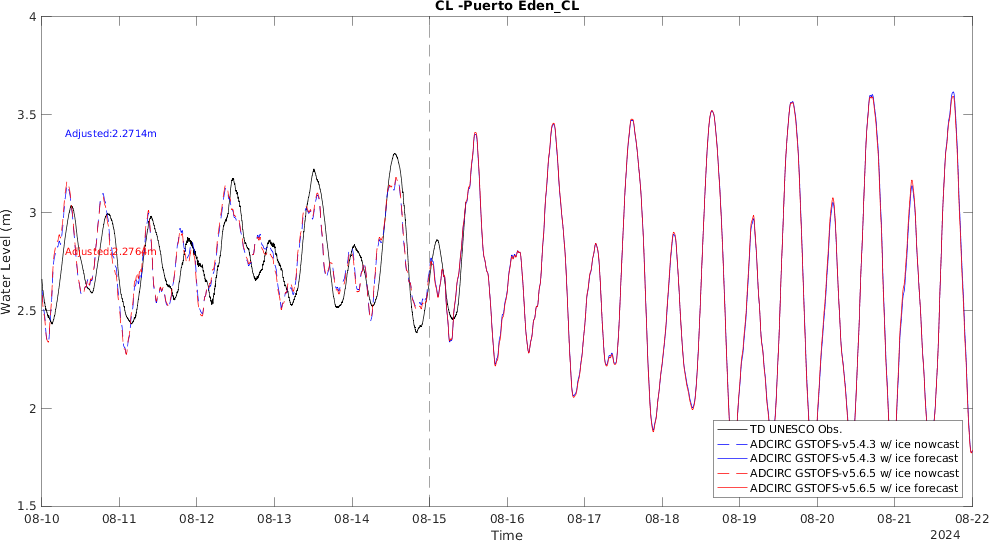 CL -Puerto Eden_CL
4
3.5
3
2.5
2
1.5
Water Level (m)
Adjusted:2.2714m
Adjusted:2.2766m
TD UNESCO Obs.
ADCIRC GSTOFS-v5.4.3 w/ ice nowcast
ADCIRC GSTOFS-v5.4.3 w/ ice forecast
ADCIRC GSTOFS-v5.6.5 w/ ice nowcast
ADCIRC GSTOFS-v5.6.5 w/ ice forecast
08-10 08-11 08-12 08-13 08-14 08-15 08-16 08-17 08-18 08-19 08-20 08-21 08-22
Time
2024